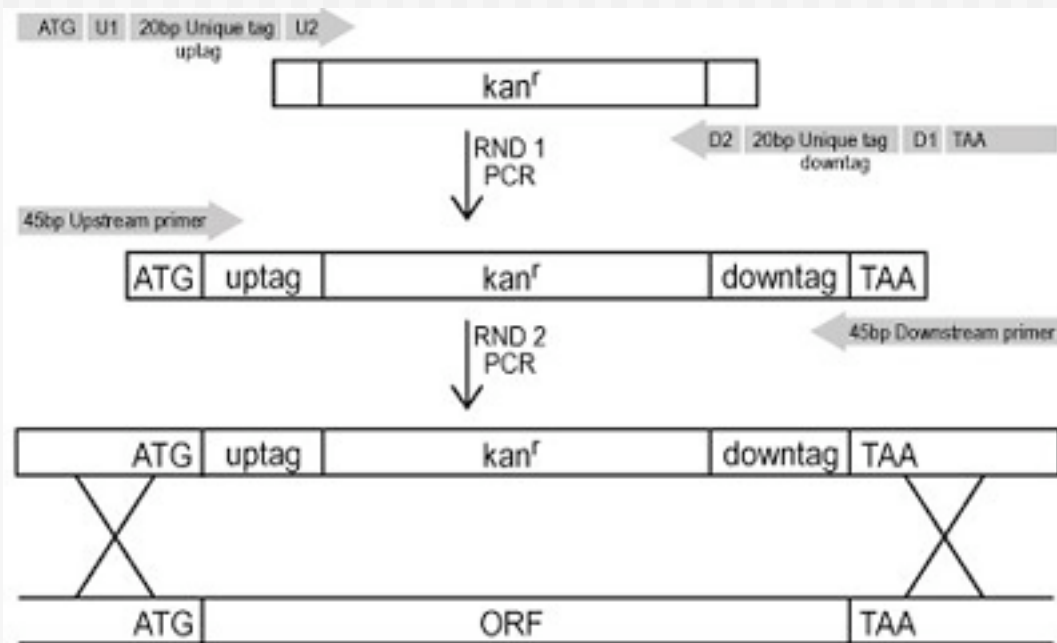 ATG U1 20bp Unique tag U2
uptag
kanʳ
D2 20bp Unique tag D1 TAA
downtag
RND 1
PCR
45bp Upstream primer
ATG uptag kanʳ downtag TAA
45bp Downstream primer
RND 2
PCR
ATG uptag kanʳ downtag TAA
ATG ORF TAA